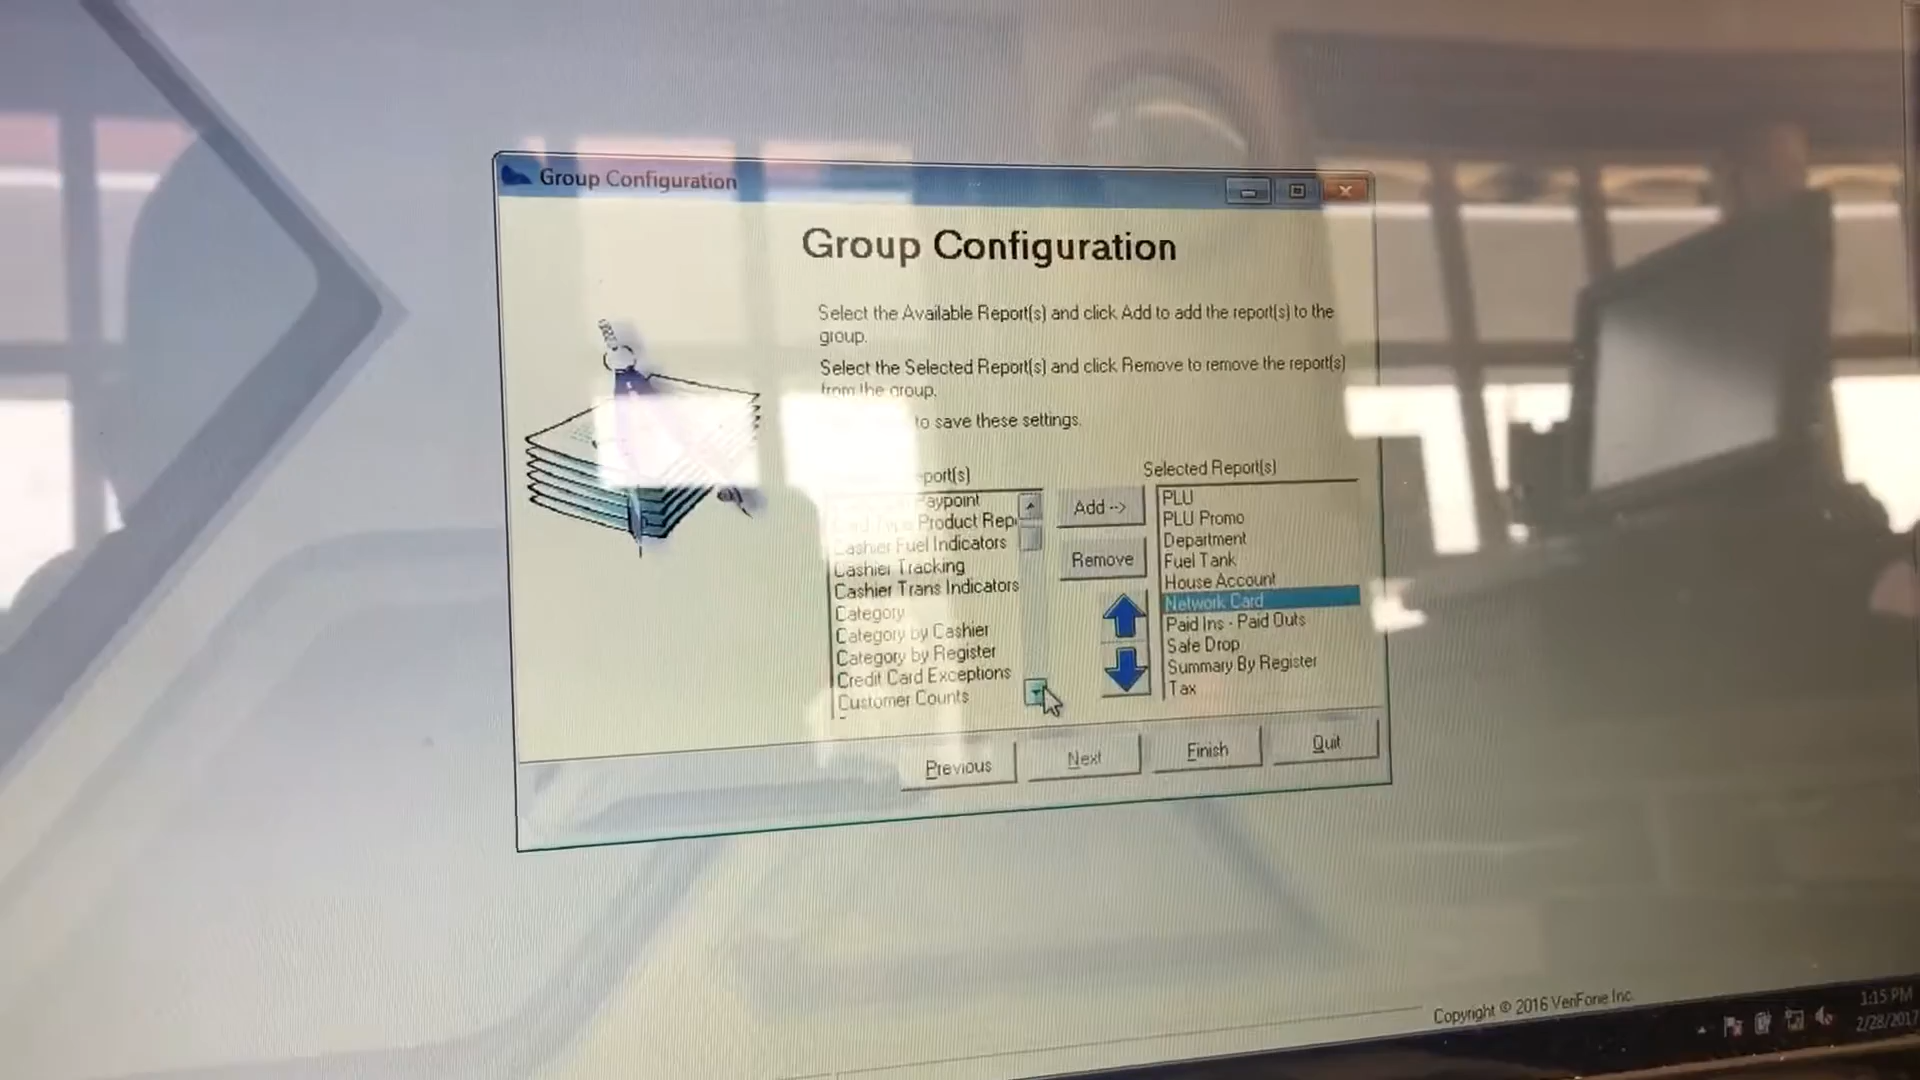 Group Configuration
Group Configuration
Select the Available Report(s) and click Add to add the report(s) to the
group.
Select the Selected Report(s) and click Remove to remove the report(s)
from the group.
to save these settings.
port(s)
aypoint
Card Type Product Rep
Cashier Fuel Indicators
Cashier Tracking
Cashier Trans Indicators
Category
Category by Cashier
Category by Register
Credit Card Exceptions
Customer Counts
Add -->
Remove
Selected Report(s)
PLU
PLU Promo
Department
Fuel Tank
House Account
Network Card
Paid Ins - Paid Outs
Safe Drop
Summary By Register
Tax
Previous
Next
Finish
Quit
Copyright © 2016 VeriFone Inc.
1:15 PM
2/28/2017